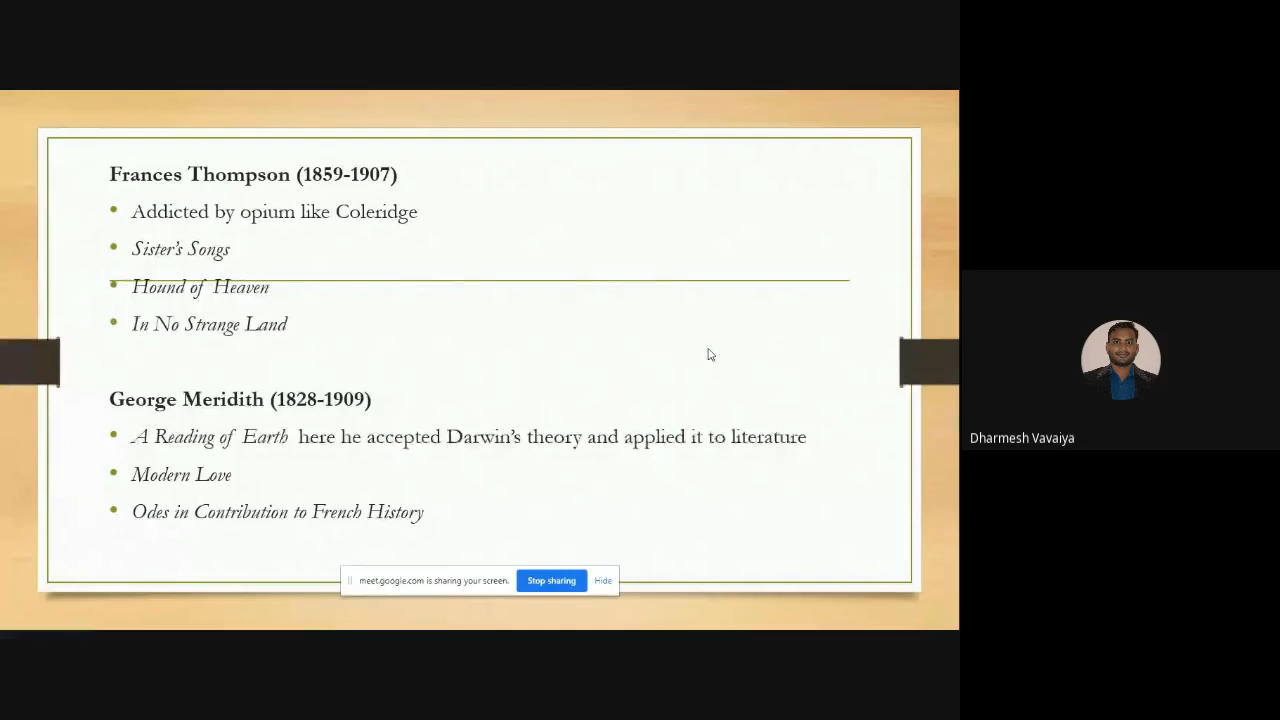 Frances Thompson (1859-1907)
• Addicted by opium like Coleridge
• Sister's Songs
• Hound of Heaven
• In No Strange Land
George Meridith (1828-1909)
• A Reading of Earth here he accepted Darwin's theory and applied it to literature
• Modern Love
• Odes in Contribution to French History
meet.google.com is sharing your screen. Stop sharing Hide
Dharmesh Vavaiya